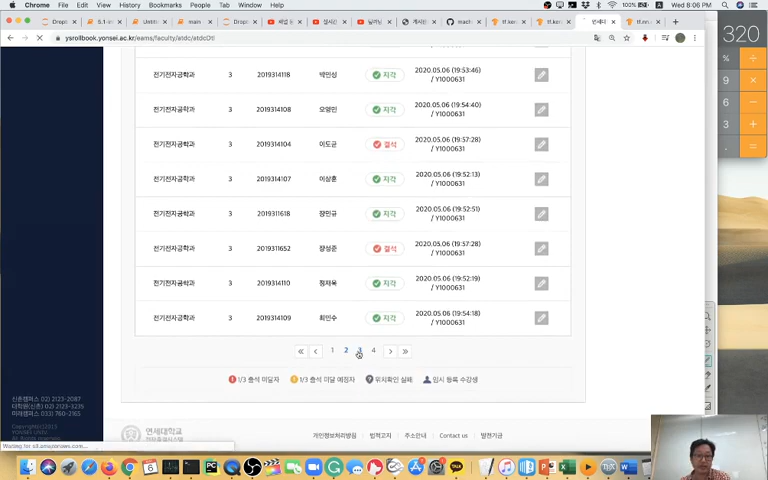 Chrome File Edit View History Bookmarks People Tab Window Help 100% Wed 8:06 PM
Untitl main
ysrollbook.yonsei.ac.kr/eams/faculty/atdc/atdcDtl
320
전기전자공학과 3 2019314118 박민성 지각 2020.05.06 (19:53:46) / Y1000631
전기전자공학과 3 2019314108 오영민 지각 2020.05.06 (19:54:40) / Y1000631
전기전자공학과 3 2019314104 이도균 결석 2020.05.06 (19:57:28) / Y1000631
전기전자공학과 3 2019314107 이상훈 지각 2020.05.06 (19:52:13) / Y1000631
전기전자공학과 3 2019311618 장민규 지각 2020.05.06 (19:52:51) / Y1000631
전기전자공학과 3 2019311652 장성준 결석 2020.05.06 (19:57:28) / Y1000631
전기전자공학과 3 2019314110 정재욱 지각 2020.05.06 (19:52:19) / Y1000631
전기전자공학과 3 2019314109 최민수 지각 2020.05.06 (19:54:18) / Y1000631
« ‹ 1 2 3 4 › »
1/3 출석 미달자 1/3 출석 미달 예정자 위치확인 실패 임시 등록 수강생
신촌캠퍼스 02) 2123-2087
대학원(신촌) 02) 2123-3235
미래캠퍼스 033) 760-2165
연세대학교
개인정보처리방침 법적고지 주소안내 Contact us 발전기금